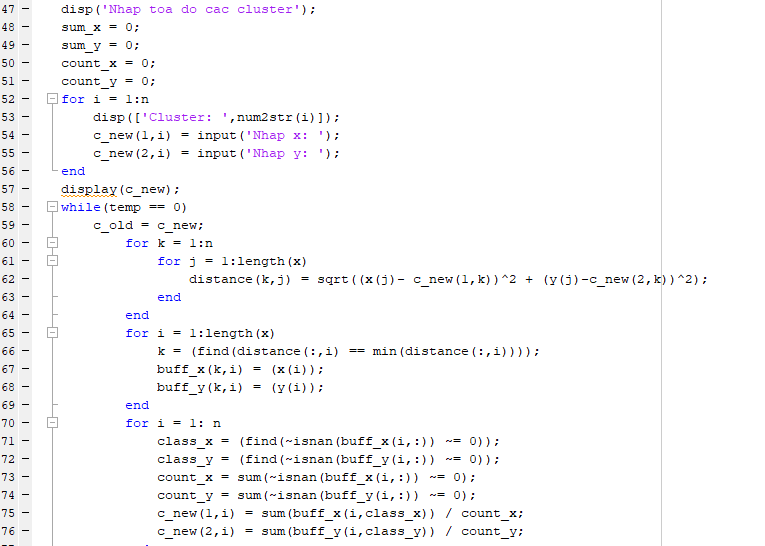 47 - disp('Nhap toa do cac cluster');
48 - sum_x = 0;
49 - sum_y = 0;
50 - count_x = 0;
51 - count_y = 0;
52 - for i = 1:n
53 - disp(['Cluster: ',num2str(i)]);
54 - c_new(1,i) = input('Nhap x: ');
55 - c_new(2,i) = input('Nhap y: ');
56 - end
57 - display(c_new);
58 - while(temp == 0)
59 - c_old = c_new;
60 - for k = 1:n
61 - for j = 1:length(x)
62 - distance(k,j) = sqrt((x(j)- c_new(1,k))^2 + (y(j)-c_new(2,k))^2);
63 - end
64 - end
65 - for i = 1:length(x)
66 - k = (find(distance(:,i) == min(distance(:,i))));
67 - buff_x(k,i) = (x(i));
68 - buff_y(k,i) = (y(i));
69 - end
70 - for i = 1: n
71 - class_x = (find(~isnan(buff_x(i,:)) ~= 0));
72 - class_y = (find(~isnan(buff_y(i,:)) ~= 0));
73 - count_x = sum(~isnan(buff_x(i,:)) ~= 0);
74 - count_y = sum(~isnan(buff_y(i,:)) ~= 0);
75 - c_new(1,i) = sum(buff_x(i,class_x)) / count_x;
76 - c_new(2,i) = sum(buff_y(i,class_y)) / count_y;